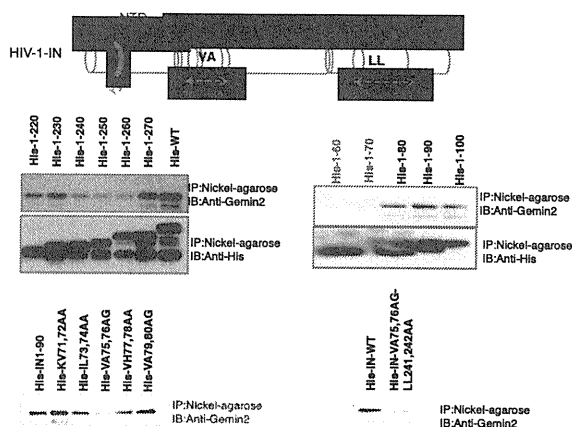 HIV-1-IN
VA
LL
His-1-220
His-1-230
His-1-240
His-1-250
His-1-260
His-1-270
His-WT
IP:Nickel-agarose
IB:Anti-Gemin2
IP:Nickel-agarose
IB:Anti-His
His-1-60
His-1-70
His-1-80
His-1-90
His-1-100
IP:Nickel-agarose
IB:Anti-Gemin2
IP:Nickel-agarose
IB:Anti-His
His-IN1-90
His-KV71,72AA
His-IL73,74AA
His-VA75,76AG
His-VH77,78AA
His-VA79,80AG
IP:Nickel-agarose
IB:Anti-Gemin2
His-IN-WT
His-IN-VA75,76AG-
LL241,242AA
IP:Nickel-agarose
IB:Anti-Gemin2